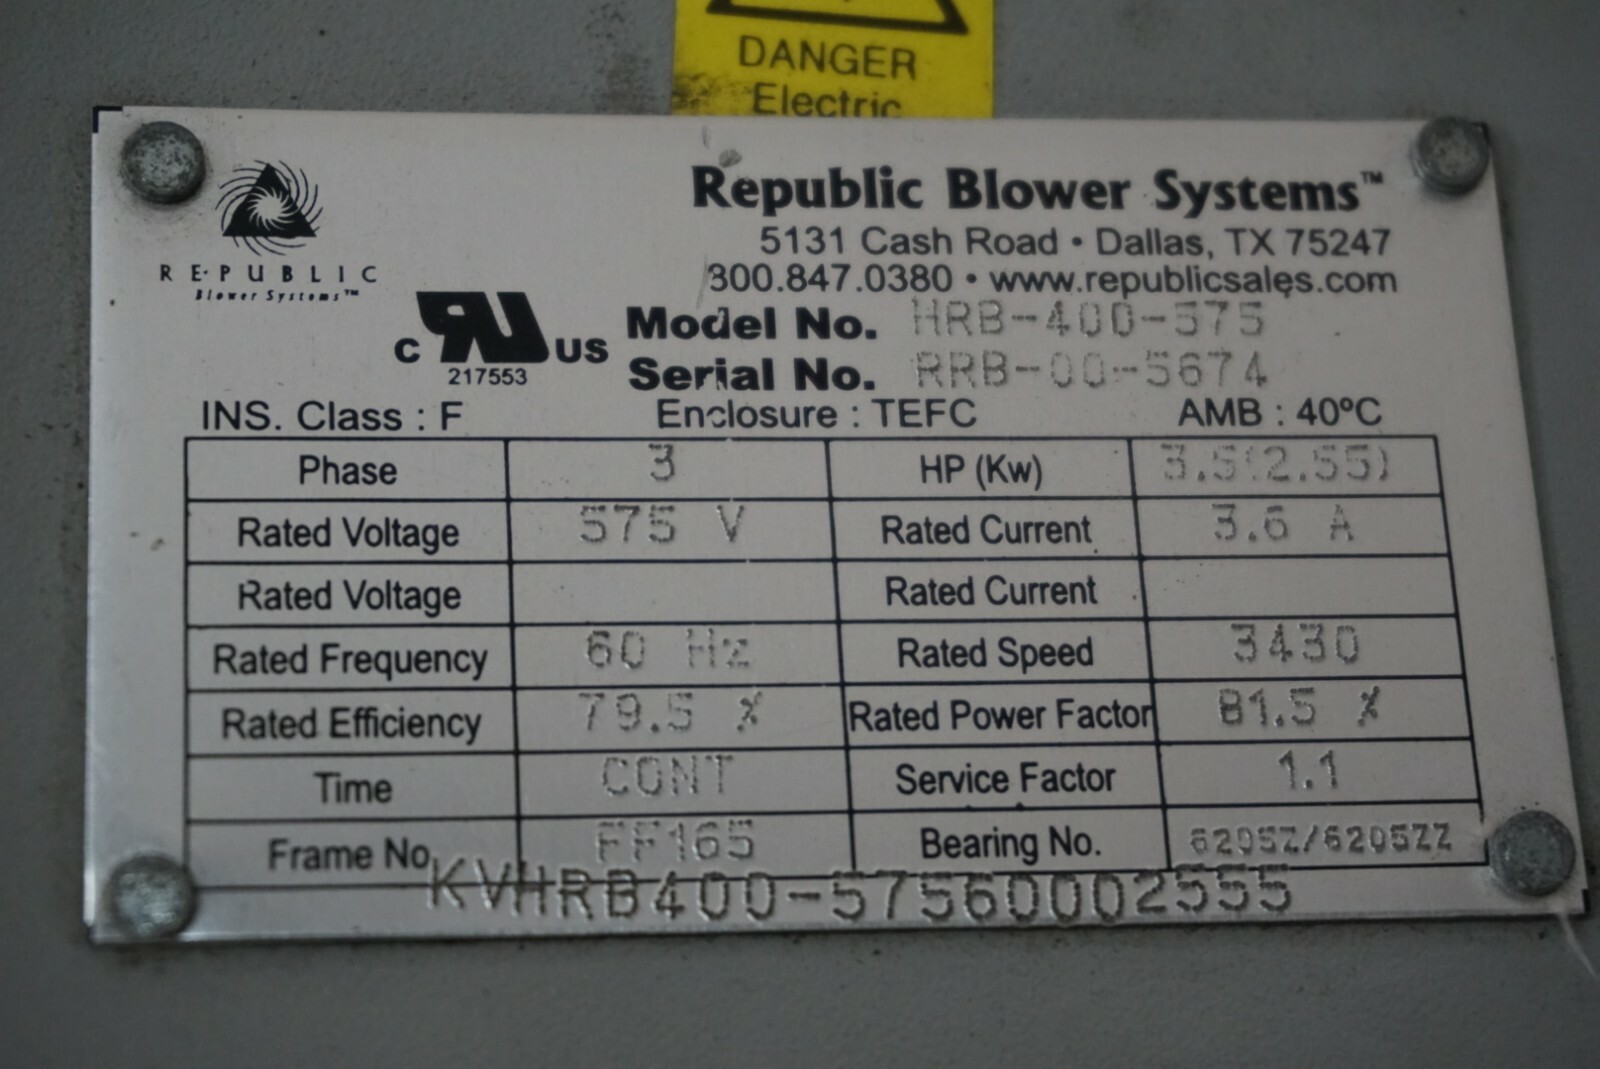 DANGER
Electric
REPUBLIC
Blower Systems™
Republic Blower Systems™
5131 Cash Road • Dallas, TX 75247
800.847.0380 • www.republicsales.com
C UR US
217553
Model No. HRB-400-575
Serial No. RRB-00-5674
INS. Class : F Enclosure : TEFC AMB : 40ºC
Phase 3 HP (Kw) 3.5(2.55)
Rated Voltage 575 V Rated Current 3.6 A
Rated Voltage Rated Current
Rated Frequency 60 Hz Rated Speed 3430
Rated Efficiency 79.5 % Rated Power Factor 81.5 %
Time CONT Service Factor 1.1
Frame No. FF165 Bearing No. 6205Z/6205ZZ
KVHRB400-57560002555